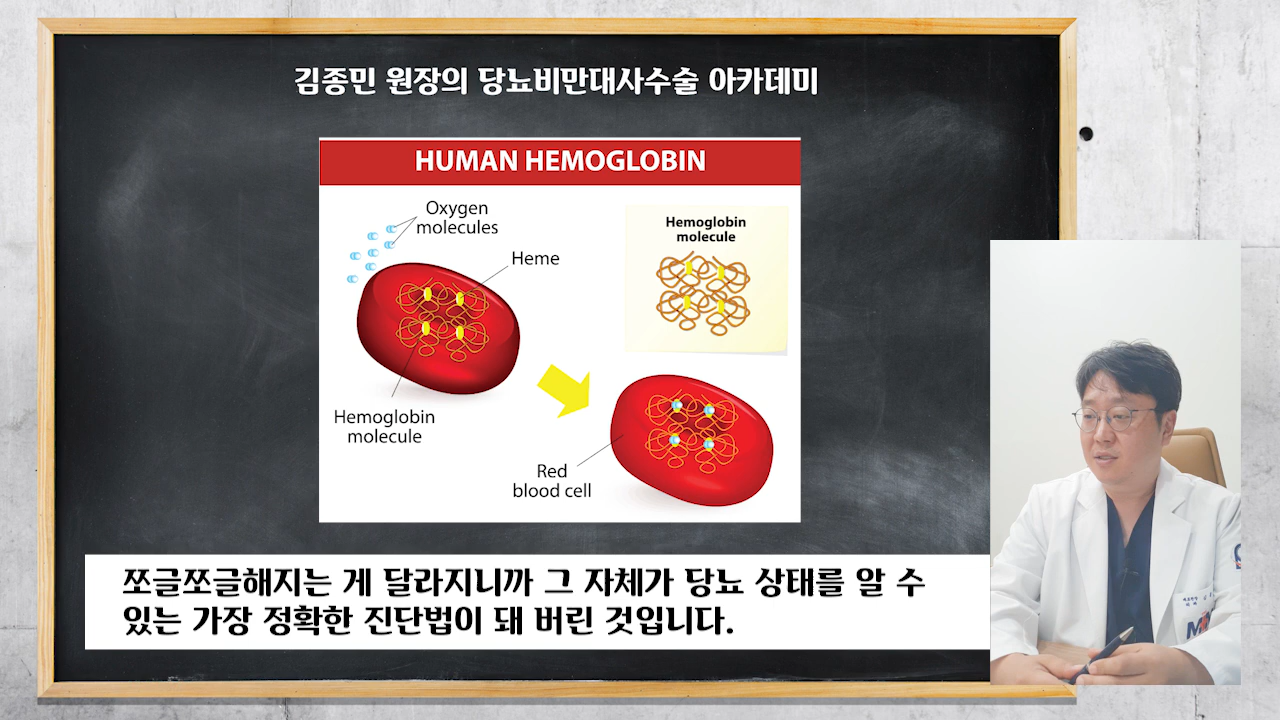 김종민 원장의 당뇨비만대사수술 아카데미
HUMAN HEMOGLOBIN
Oxygen
molecules
Heme
Hemoglobin
molecule
Hemoglobin
molecule
Red
blood cell
쪼글쪼글해지는 게 달라지니까 그 자체가 당뇨 상태를 알 수
있는 가장 정확한 진단법이 돼 버린 것입니다.